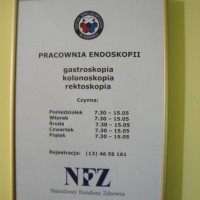 PRACOWNIA ENDOSKOPII
gastroskopia
kolonoskopia
rektoskopia
Czynna:
Poniedziałek 7.30 - 15.05
Wtorek 7.30 - 15.05
Środa 7.30 - 15.05
Czwartek 7.30 - 15.05
Piątek 7.30 - 15.05
Rejestracja: (13) 46 56 161
NFZ
Narodowy Fundusz Zdrowia